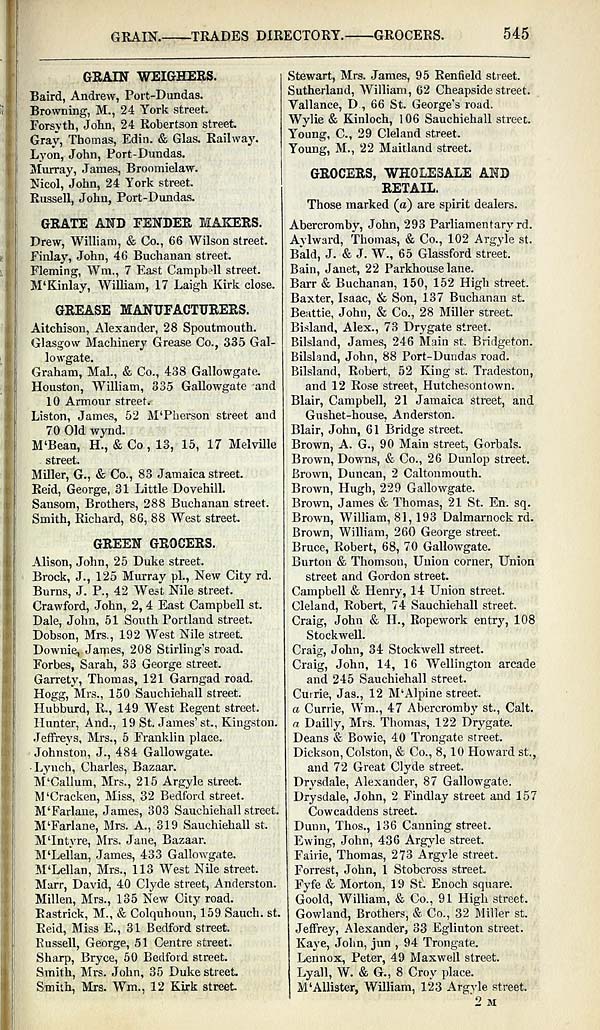 GRAIN.——TRADES DIRECTORY.——GROCERS. 545
GRAIN WEIGHERS.
Baird, Andrew, Port-Dundas.
Browning, M., 24 York street.
Forsyth, John, 24 Robertson street.
Gray, Thomas, Edin. & Glas. Railway.
Lyon, John, Port-Dundas.
Murray, James, Broomielaw.
Nicol, John, 24 York street.
Russell, John, Port-Dundas.
GRATE AND FENDER MAKERS.
Drew, William, & Co., 66 Wilson street.
Finlay, John, 46 Buchanan street.
Fleming, Wm., 7 East Campbell street.
M'Kinlay, William, 17 Laigh Kirk close.
GREASE MANUFACTURERS.
Aitchison, Alexander, 28 Spoutmouth.
Glasgow Machinery Grease Co., 335 Gal-
lowgate.
Graham, Mal., & Co., 438 Gallowgate.
Houston, William, 335 Gallowgate and
10 Armour street.
Liston, James, 52 M'Pherson street and
70 Old wynd.
M'Bean, H., & Co , 13, 15, 17 Melville
street.
Miller, G., & Co., 83 Jamaica street.
Reid, George, 31 Little Dovehill.
Sansom, Brothers, 288 Buchanan street.
Smith, Richard, 86, 88 West street.
GREEN GROCERS.
Alison, John, 25 Duke street.
Brock, J., 125 Murray pl., New City rd.
Burns, J. P., 42 West Nile street.
Crawford, John, 2, 4 East Campbell st.
Dale, John, 51 South Portland street.
Dobson, Mrs., 192 West Nile street.
Downie, James, 208 Stirling's road.
Forbes, Sarah, 33 George street.
Garrety, Thomas, 121 Garngad road.
Hogg, Mrs., 150 Sauchiehall street.
Hubburd, R., 149 West Regent street.
Hunter, And., 19 St. James' st., Kingston.
Jeffreys, Mrs., 5 Franklin place.
Johnston, J., 484 Gallowgate.
Lynch, Charles, Bazaar.
M'Callum, Mrs., 215 Argyle street.
M'Cracken, Miss, 32 Bedford street.
M'Farlane, James, 303 Sauchiehall street.
M'Farlane, Mrs. A., 319 Sauchiehall st.
M'Intyre, Mrs. Jane, Bazaar.
M'Lellan, James, 433 Gallowgate.
M'Lellan, Mrs., 113 West Nile street.
Marr, David, 40 Clyde street, Anderston.
Millen, Mrs., 135 New City road.
Rastrick, M., & Colquhoun, 159 Sauch. st.
Reid, Miss E., 31 Bedford street.
Russell, George, 51 Centre street.
Sharp, Bryce, 50 Bedford street.
Smith, Mrs. John, 35 Duke street.
Smith, Mrs. Wm., 12 Kirk street.
Stewart, Mrs. James, 95 Renfield street.
Sutherland, William, 62 Cheapside street.
Vallance, D , 66 St. George's road.
Wylie & Kinloch, 106 Sauchiehall street.
Young, C., 29 Cleland street.
Young, M., 22 Maitland street.
GROCERS, WHOLESALE AND
RETAIL.
Those marked (a) are spirit dealers.
Abercromby, John, 293 Parliamentary rd.
Aylward, Thomas, & Co., 102 Argyle st.
Bald, J. & J. W., 65 Glassford street.
Bain, Janet, 22 Parkhouse lane.
Barr & Buchanan, 150, 152 High street.
Baxter, Isaac, & Son, 137 Buchanan st.
Beattie, John, & Co., 28 Miller street.
Bisland, Alex., 73 Drygate street.
Bilsland, James, 246 Main st. Bridgeton.
Bilsland, John, 88 Port-Dundas road.
Bilsland, Robert, 52 King st. Tradeston,
and 12 Rose street, Hutchesontown.
Blair, Campbell, 21 Jamaica street, and
Gushet-house, Anderston.
Blair, John, 61 Bridge street.
Brown, A. G., 90 Main street, Gorbals.
Brown, Downs, & Co., 26 Dunlop street.
Brown, Duncan, 2 Caltonmouth.
Brown, Hugh, 229 Gallowgate.
Brown, James & Thomas, 21 St. En. sq.
Brown, William, 81, 193 Dalmarnock rd.
Brown, William, 260 George street.
Bruce, Robert, 68, 70 Gallowgate.
Burton & Thomson, Union corner, Union
street and Gordon street.
Campbell & Henry, 14 Union street.
Cleland, Robert, 74 Sauchiehall street.
Craig, John & H., Ropework entry, 108
Stockwell.
Craig, John, 34 Stockwell street.
Craig, John, 14, 16 Wellington arcade
and 245 Sauchiehall street.
Currie, Jas., 12 M'Alpine street.
a Currie, Wm., 47 Abercromby st., Calt.
a Dailly, Mrs. Thomas, 122 Drygate.
Deans & Bowie, 40 Trongate street.
Dickson, Colston, & Co., 8, 10 Howard st.,
and 72 Great Clyde street.
Drysdale, Alexander, 87 Gallowgate.
Drysdale, John, 2 Findlay street and 157
Cowcaddens street.
Dunn, Thos., 136 Canning street.
Ewing, John, 436 Argyle street.
Fairie, Thomas, 273 Argyle street.
Forrest, John, 1 Stobcross street.
Fyfe & Morton, 19 St. Enoch square.
Goold, William, & Co., 91 High street.
Gowland, Brothers, & Co., 32 Miller st.
Jeffrey, Alexander, 33 Eglinton street.
Kaye, John, jun , 94 Trongate.
Lennox, Peter, 49 Maxwell street.
Lyall, W. & G., 8 Croy place.
M'Allister, William, 123 Argyle street.
2 M